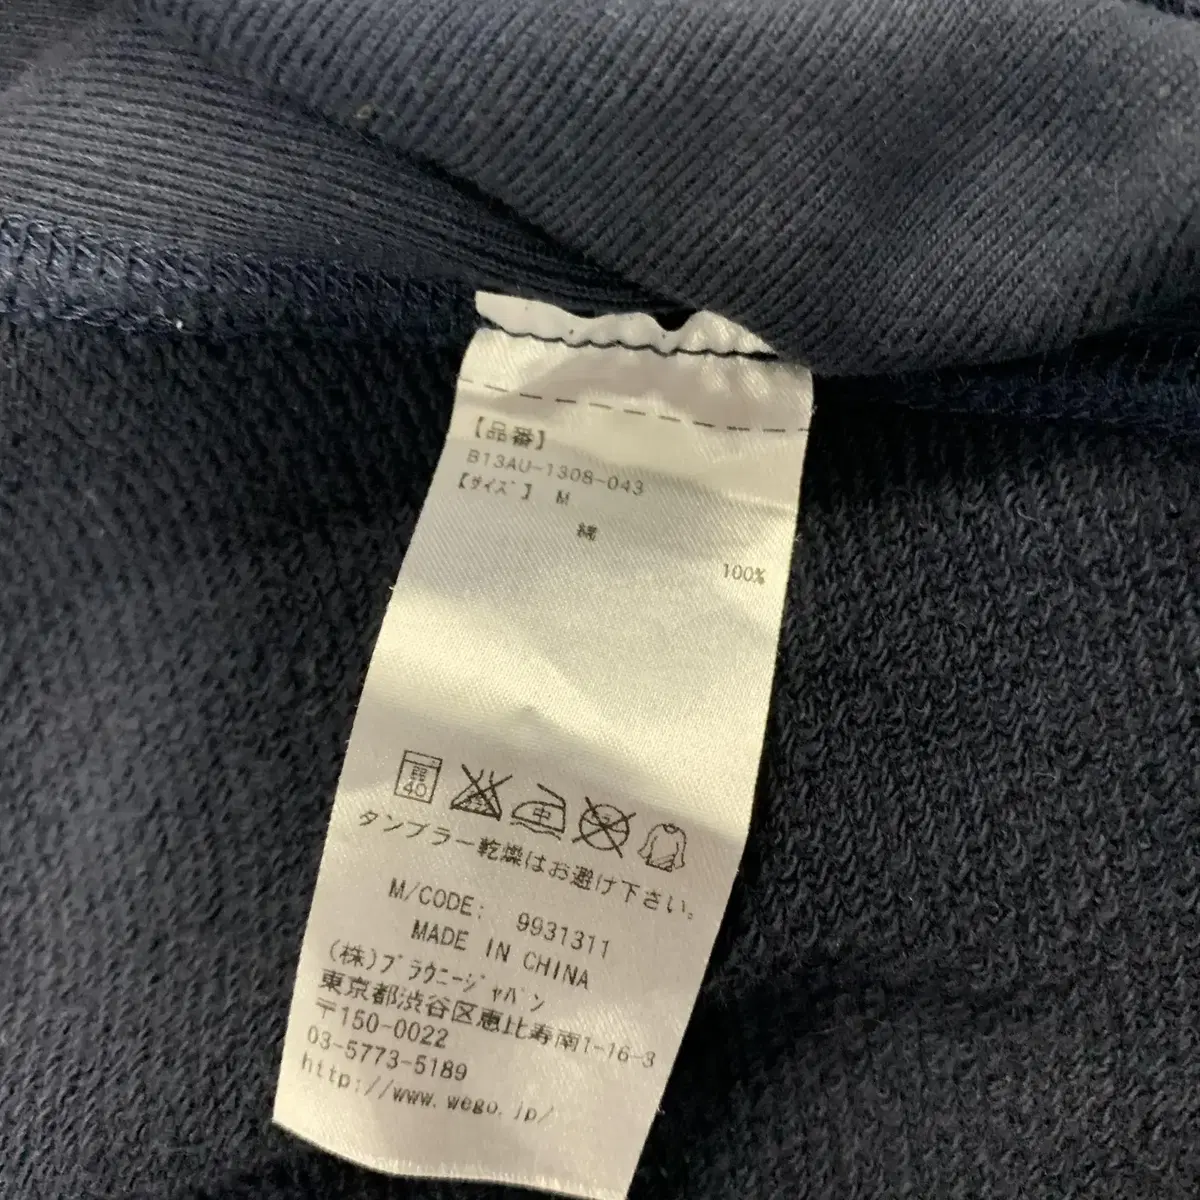 【品番】
B13AU-1308-043
【サイズ】 M
綿
100%
弱
40
中
タンブラー乾燥はお避け下さい。
M/CODE: 9931311
MADE IN CHINA
(株)ブラウニージャパン
東京都渋谷区恵比寿南1-16-3
〒150-0022
03-5773-5189
http://www.wego.jp/